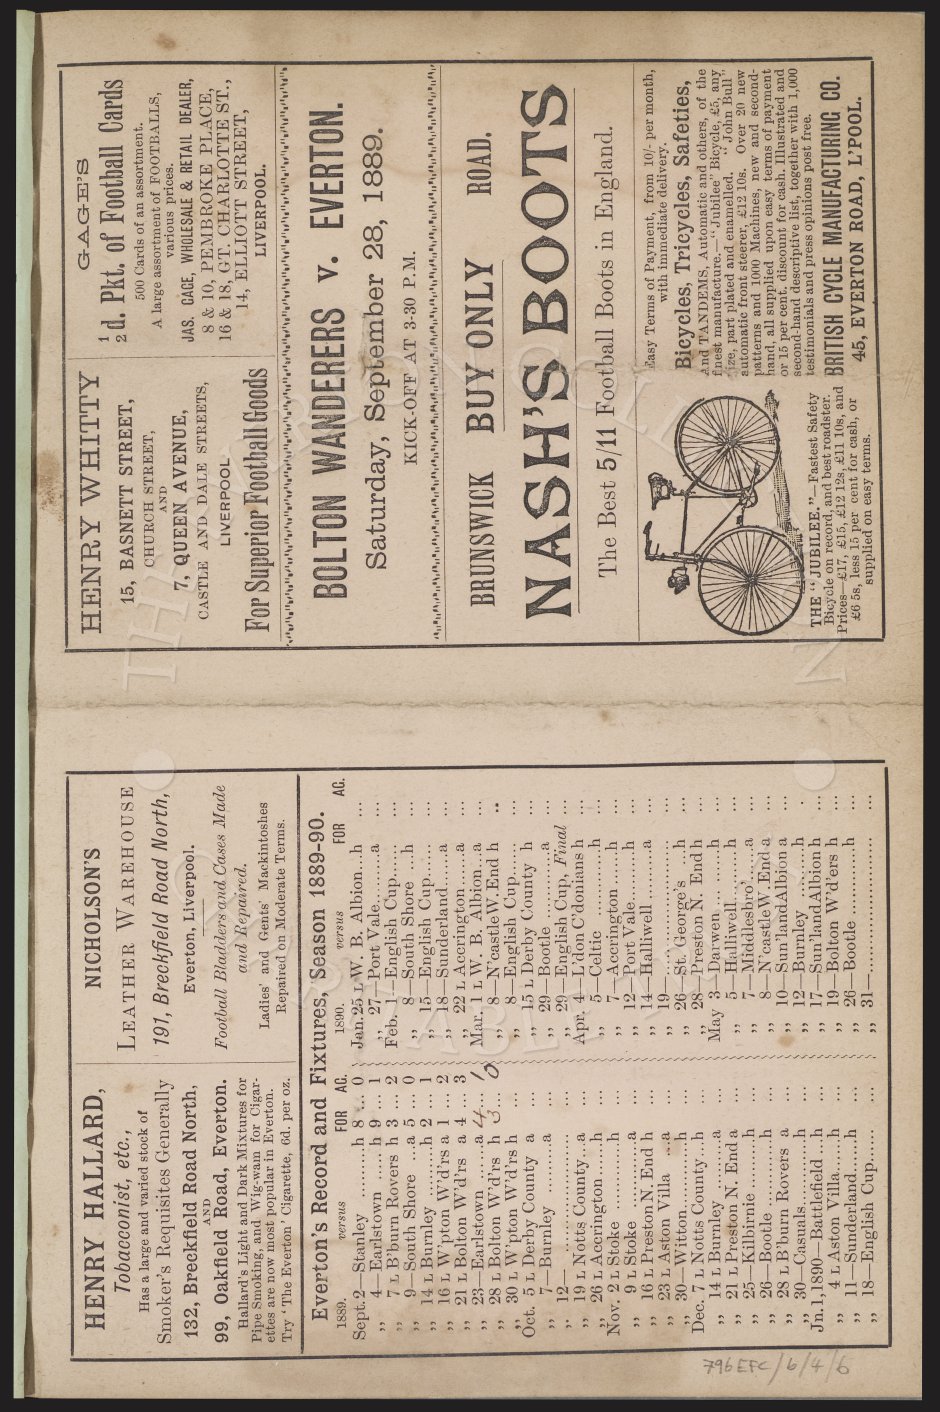 HENRY HALLARD,
Tobacconist, etc.,
Has a large and varied stock of
Smoker's Requisites Generally
132, Breckfield Road North,
AND
99, Oakfield Road, Everton.
Hallard's Light and Dark Mixtures for
Pipe Smoking, and Wig-wam for Cigar-
ettes are now most popular in Everton.
Try 'The Everton.' Cigarette, 6d. per oz.
NICHOLSON'S
LEATHER WAREHOUSE
191, Breckfield Road North,
Everton, Liverpool.
Football Bladders and Cases Made
and Repaired.
Ladies' and Gents' Mackintoshes
Repaired on Moderate Terms.
Everton's Record and Fixtures, Season 1889-90.
1889. versus FOR AG.
Sept. 2—Stanley ............h 8 ... 0
,, 4—Earlstown ......h 9 ... 1
,, 7 L B'burn Rovers h 3 ... 2
,, 9—South Shore ...a 5 ... 0
,, 14 L Burnley .........h 2 ... 1
,, 16 L W'pton W'd'rs a 1 ... 2
,, 21 L Bolton W'd'rs a 4 ... 3
,, 23—Earlstown ......a 4 ... 1
,, 28 L Bolton W'd'rs h 3 ... 0
,, 30 L W'pton W'd'rs h ...
Oct. 5 L Derby County a ...
,, 7—Burnley .........a ...
,, 12— .................. ...
,, 19 L Notts County...a ...
,, 26 L Accrington......h ...
Nov. 2 L Stoke ............h ...
,, 9 L Stoke ............a ...
,, 16 L Preston N. End h ...
,, 23 L Aston Villa ...a ...
,, 30—Witton............h ...
Dec. 7 L Notts County...h ...
,, 14 L Burnley .........a ...
,, 21 L Preston N. End a ...
,, 25—Kilbirnie .........h ...
,, 26—Bootle ............h ...
,, 28 L B'burn Rovers a ...
,, 30—Casuals............h ...
Jn. 1, 1890—Battlefield...h ...
,, 4 L Aston Villa......h ...
,, 11—Sunderland......h ...
,, 18—English Cup...... ...
1890. versus FOR AG.
Jan. 25 L W. B. Albion...h ...
,, 27—Port Vale.........a ...
Feb. 1—English Cup...... ...
,, 8—South Shore ...h ...
,, 15—English Cup...... ...
,, 18—Sunderland......a ...
,, 22 L Accrington......a ...
Mar. 1 L W. B. Albion...a ...
,, 8—N'castle W. End h ...
,, 8—English Cup...... ...
,, 15 L Derby County h ...
,, 29—Bootle ............a ...
,, 29—English Cup, Final ...
Apr. 4—L'don C'donians h ...
,, 5—Celtic ............h ...
,, 7—Accrington ......h ...
,, 12—Port Vale.........h ...
,, 14—Halliwell .........a ...
,, 19—.................. ...
,, 26—St. George's ...h ...
,, 28—Preston N. End h ...
May 3—Darwen............h ...
,, 5—Halliwell.........h ...
,, 7—Middlesbro'......a ...
,, 8—N'castle W. End a ...
,, 10—Sun'land Albion a ...
,, 12—Burnley .........h .
,, 17—Sun'land Albion h ...
,, 19—Bolton W'd'ers h ...
,, 26—Bootle ............h ...
,, 31—.................. ...
796 EFC/6/4/6
HENRY WHITTY
15, BASNETT STREET,
CHURCH STREET,
AND
7, QUEEN AVENUE,
CASTLE AND DALE STREETS,
LIVERPOOL
For Superior Football Goods
GAGE'S
1/2 d. Pkt. of Football Cards
500 Cards of an assortment.
A large assortment of FOOTBALLS,
various prices.
JAS. GAGE, WHOLESALE & RETAIL DEALER,
8 & 10, PEMBROKE PLACE,
16 & 18, GT. CHARLOTTE ST.,
14, ELLIOTT STREET,
LIVERPOOL.
BOLTON WANDERERS v. EVERTON.
Saturday, September 28, 1889.
KICK-OFF AT 3-30 P.M.
BRUNSWICK BUY ONLY ROAD.
NASH'S BOOTS
The Best 5/11 Football Boots in England.
THE "JUBILEE."—Fastest Safety
Bicycle on record, and best roadster.
Prices—£17, £15, £12 12s, £11 10s, and
£6 5s, less 15 per cent for cash, or
supplied on easy terms.
Easy Terms of Payment, from 10/- per month,
with immediate delivery.
Bicycles, Tricycles, Safeties,
And TANDEMS, Automatic and others, of the
finest manufacture.—"Jubilee" Bicycle, £5, any
size, part plated and enamelled. "John Bull"
automatic front steerer, £12 10s. Over 20 new
patterns and 1000 Machines, new and second-
hand, all supplied upon easy terms of payment
or 15 per cent. discount for cash. Illustrated and
second-hand descriptive list, together with 1,000
testimonials and press opinions post free.
BRITISH CYCLE MANUFACTURING CO.
45, EVERTON ROAD, L'POOL.